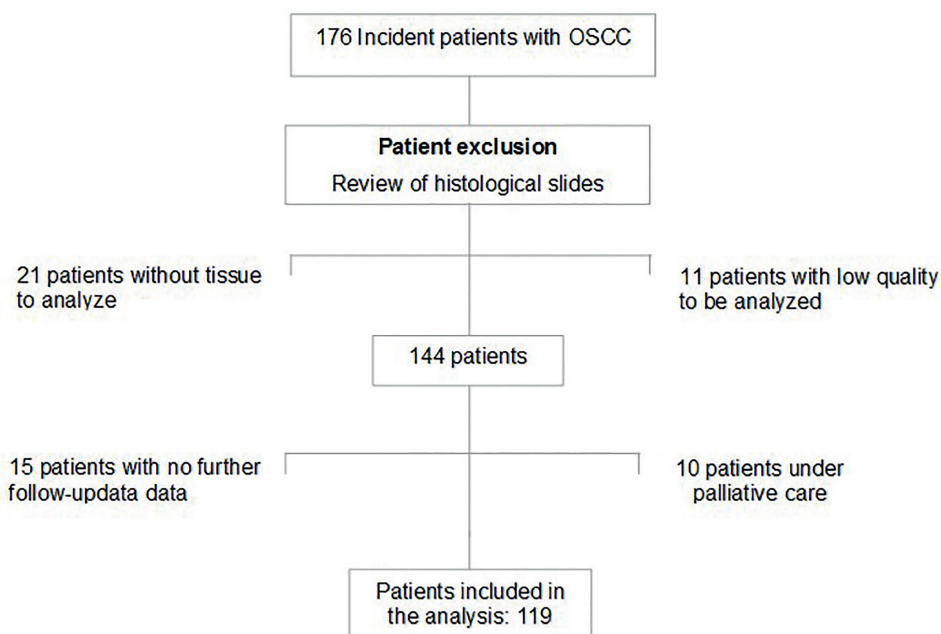 176 Incident patients with OSCC
Patient exclusion
Review of histological slides
21 patients without tissue
to analyze
11 patients with low quality
to be analyzed
144 patients
15 patients with no further
follow-updata data
10 patients under
palliative care
Patients included in
the analysis: 119